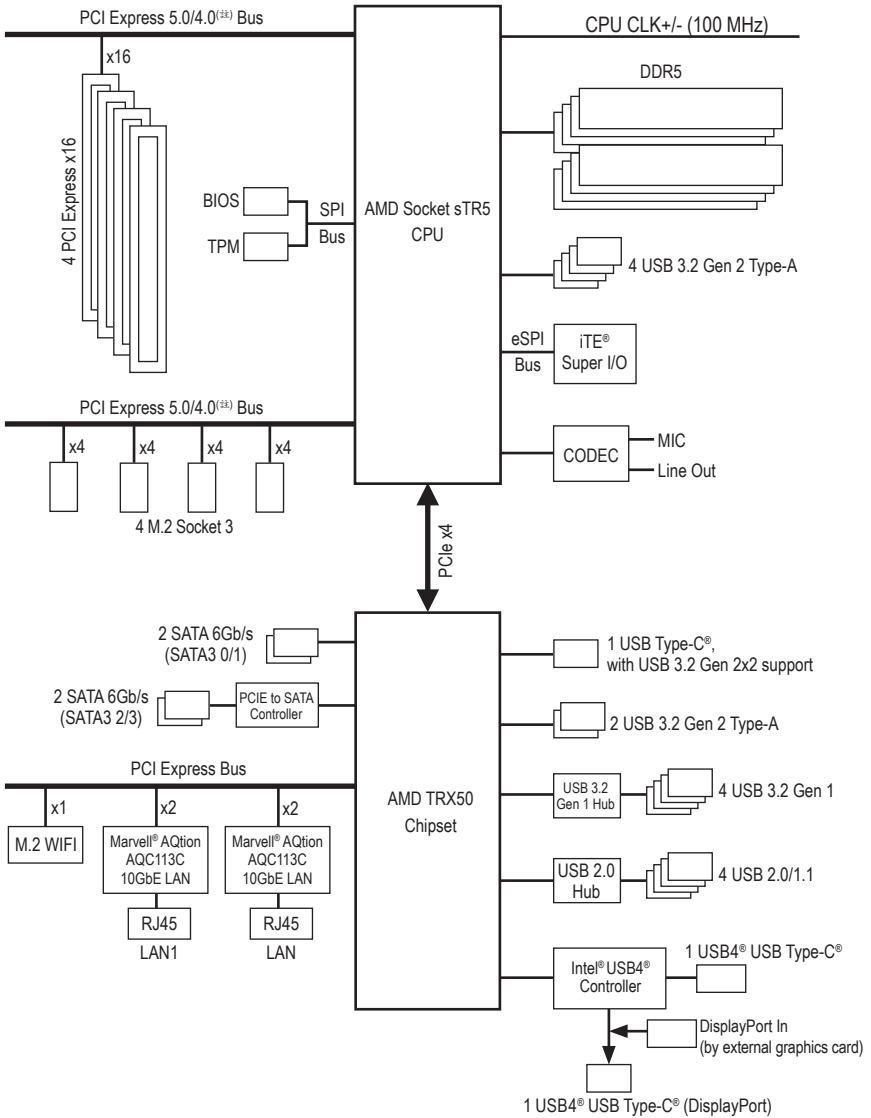 PCI Express 5.0/4.0(註) Bus
CPU CLK+/- (100 MHz)
x16
DDR5
4 PCI Express x16
BIOS
SPI
Bus
TPM
AMD Socket sTR5
CPU
4 USB 3.2 Gen 2 Type-A
eSPI
Bus
iTE®
Super I/O
PCI Express 5.0/4.0(註) Bus
x4
x4
x4
x4
CODEC
MIC
Line Out
4 M.2 Socket 3
PCIe x4
2 SATA 6Gb/s
(SATA3 0/1)
1 USB Type-C®,
with USB 3.2 Gen 2x2 support
2 SATA 6Gb/s
(SATA3 2/3)
PCIE to SATA
Controller
2 USB 3.2 Gen 2 Type-A
PCI Express Bus
AMD TRX50
Chipset
USB 3.2
Gen 1 Hub
4 USB 3.2 Gen 1
x1
x2
x2
M.2 WIFI
Marvell® AQtion
AQC113C
10GbE LAN
Marvell® AQtion
AQC113C
10GbE LAN
USB 2.0
Hub
4 USB 2.0/1.1
RJ45
RJ45
LAN1
LAN
Intel® USB4®
Controller
1 USB4® USB Type-C®
DisplayPort In
(by external graphics card)
1 USB4® USB Type-C® (DisplayPort)